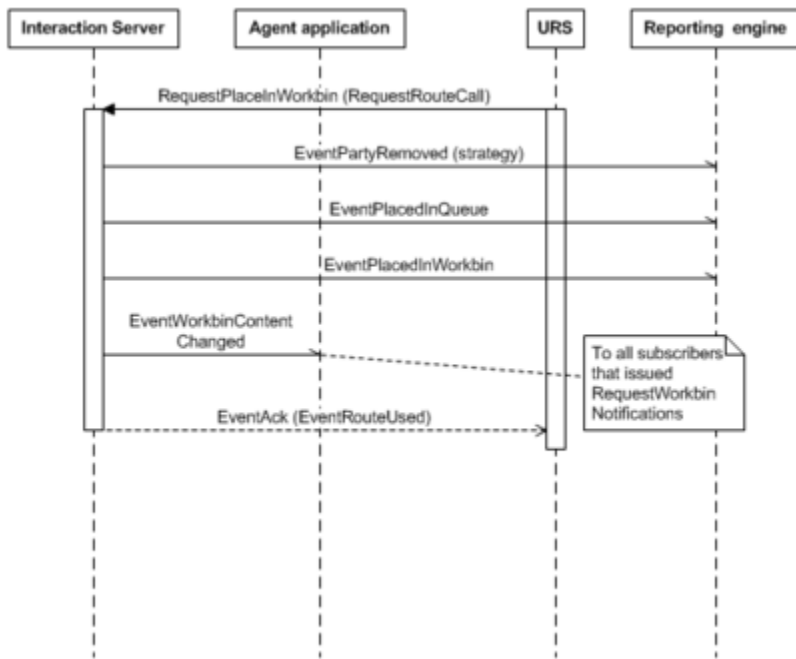 Interaction Server
Agent application
URS
Reporting engine
RequestPlaceInWorkbin (RequestRouteCall)
EventPartyRemoved (strategy)
EventPlacedInQueue
EventPlacedInWorkbin
EventWorkbinContent
Changed
To all subscribers
that issued
RequestWorkbin
Notifications
EventAck (EventRouteUsed)